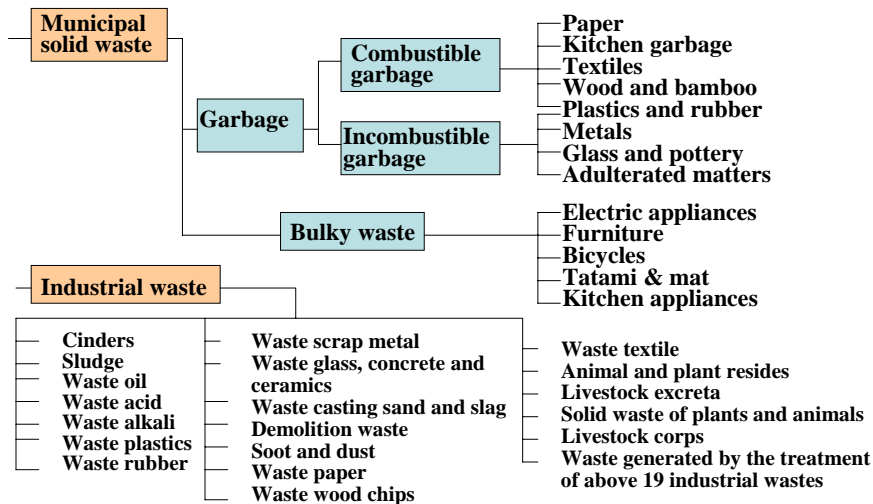 Municipal
solid waste
Garbage
Combustible
garbage
Paper
Kitchen garbage
Textiles
Wood and bamboo
Plastics and rubber
Incombustible
garbage
Metals
Glass and pottery
Adulterated matters
Bulky waste
Electric appliances
Furniture
Bicycles
Tatami & mat
Kitchen appliances
Industrial waste
Cinders
Sludge
Waste oil
Waste acid
Waste alkali
Waste plastics
Waste rubber
Waste scrap metal
Waste glass, concrete and
ceramics
Waste casting sand and slag
Demolition waste
Soot and dust
Waste paper
Waste wood chips
Waste textile
Animal and plant resides
Livestock excreta
Solid waste of plants and animals
Livestock corps
Waste generated by the treatment
of above 19 industrial wastes